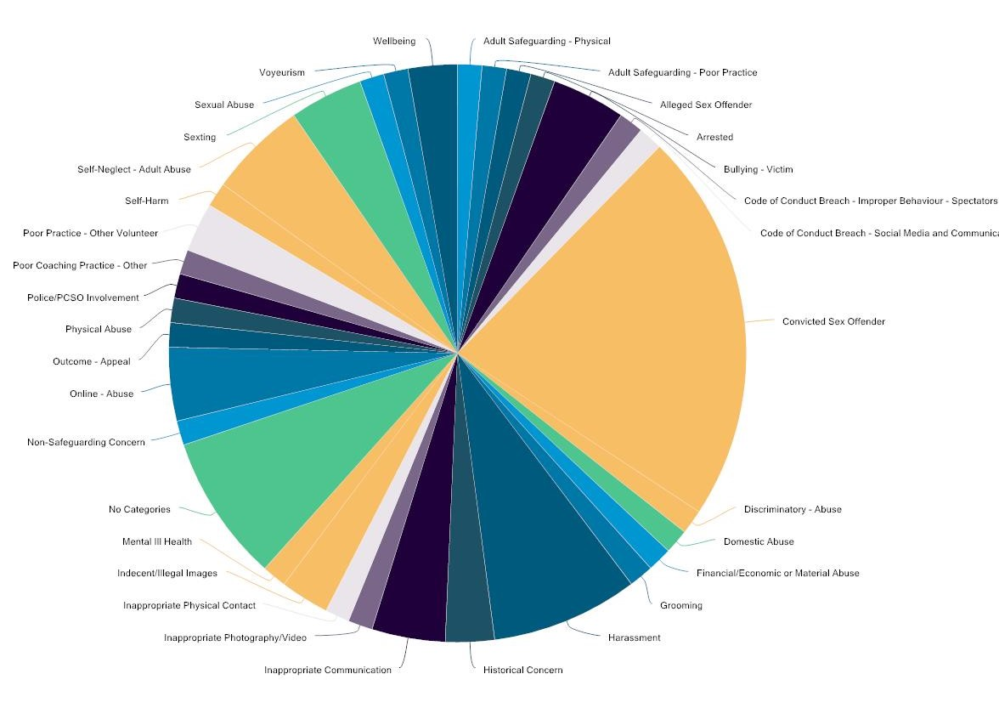 Wellbeing
Adult Safeguarding - Physical
Voyeurism
Adult Safeguarding - Poor Practice
Sexual Abuse
Alleged Sex Offender
Sexting
Arrested
Self-Neglect - Adult Abuse
Bullying - Victim
Self-Harm
Code of Conduct Breach - Improper Behaviour - Spectators
Poor Practice - Other Volunteer
Code of Conduct Breach - Social Media and Communica
Poor Coaching Practice - Other
Police/PCSO Involvement
Convicted Sex Offender
Physical Abuse
Outcome - Appeal
Online - Abuse
Non-Safeguarding Concern
No Categories
Discriminatory - Abuse
Mental Ill Health
Domestic Abuse
Indecent/Illegal Images
Financial/Economic or Material Abuse
Inappropriate Physical Contact
Grooming
Inappropriate Photography/Video
Harassment
Inappropriate Communication
Historical Concern